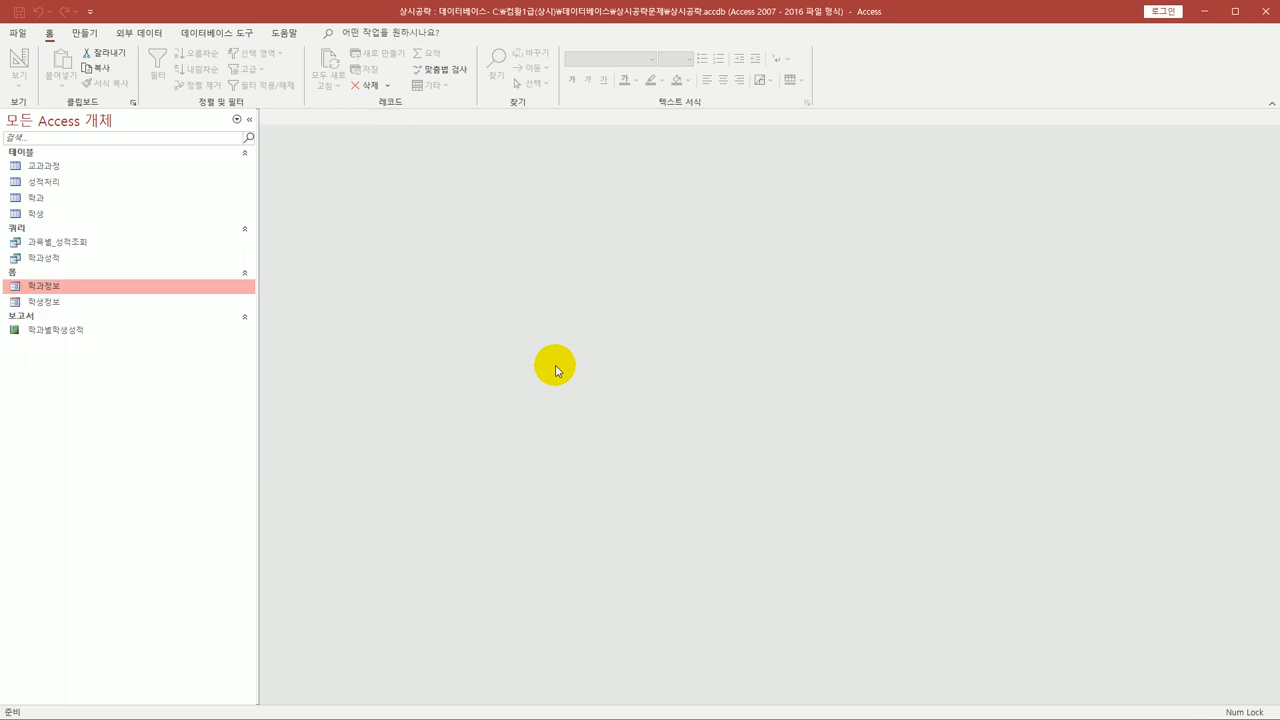 상시공략 : 데이터베이스- C:₩컴활1급(상시)₩데이터베이스₩상시공략문제₩상시공략.accdb (Access 2007 - 2016 파일 형식) - Access
로그인
파일 홈 만들기 외부 데이터 데이터베이스 도구 도움말 어떤 작업을 원하시나요?
보기
붙여넣기
잘라내기
복사
서식 복사
필터
오름차순
내림차순
정렬 제거
선택 영역
고급
필터 적용/해제
모두 새로 고침
새로 만들기
저장
삭제
요약
맞춤법 검사
기타
찾기
바꾸기
이동
선택
가 가 가 가
보기 클립보드 정렬 및 필터 레코드 찾기 텍스트 서식
모든 Access 개체
검색...
테이블
교과과정
성적처리
학과
학생
쿼리
과목별_성적조회
학과성적
폼
학과정보
학생정보
보고서
학과별학생성적
준비
Num Lock